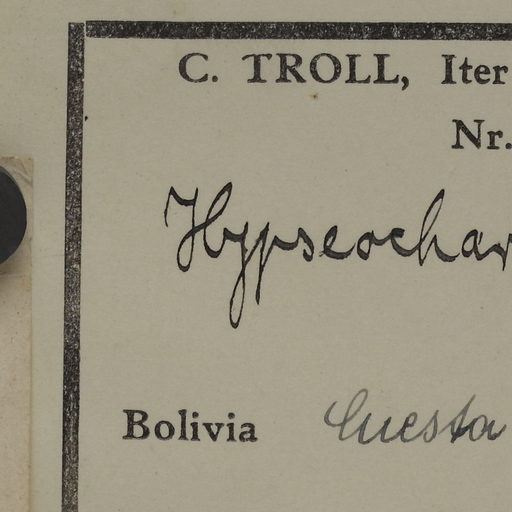 C. TROLL, Iter
Nr.
Hypseochar
Bolivia Cuesta